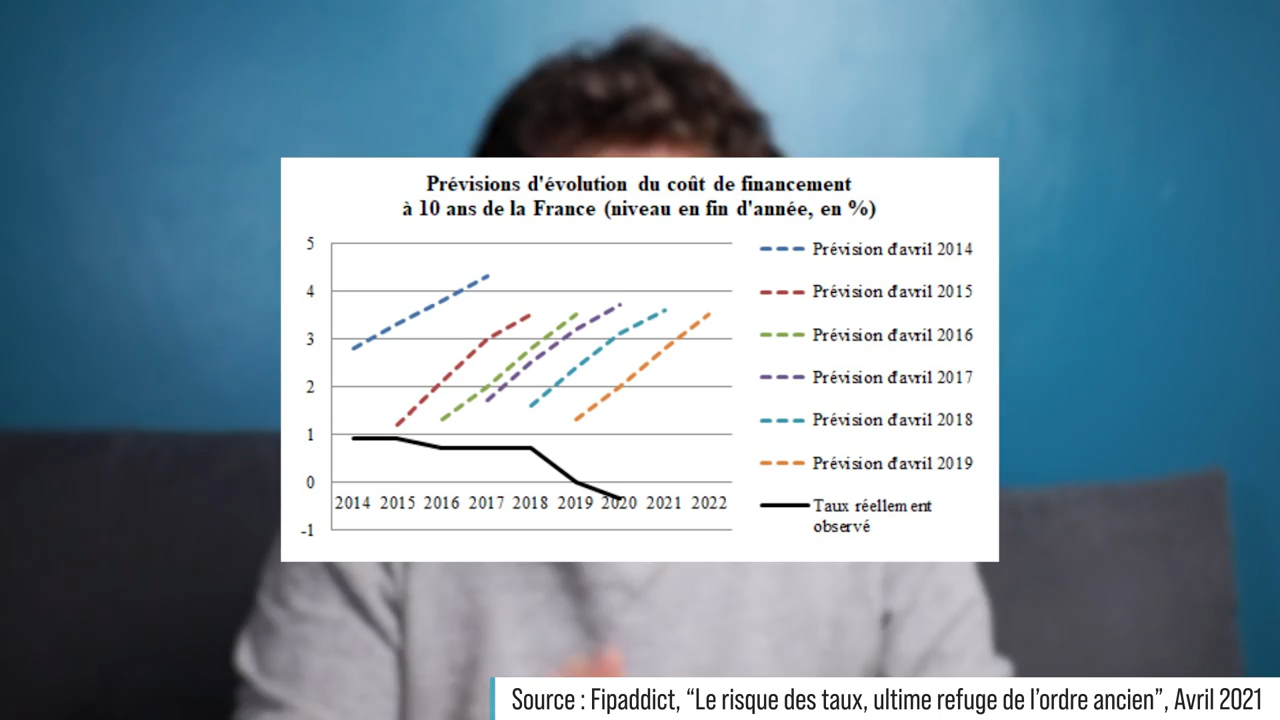 Prévisions d'évolution du coût de financement
à 10 ans de la France (niveau en fin d'année, en %)
5
4
3
2
1
0
-1
2014 2015 2016 2017 2018 2019 2020 2021 2022
Prévision d'avril 2014
Prévision d'avril 2015
Prévision d'avril 2016
Prévision d'avril 2017
Prévision d'avril 2018
Prévision d'avril 2019
Taux réellement
observé
Source : Fipaddict, “Le risque des taux, ultime refuge de l’ordre ancien”, Avril 2021